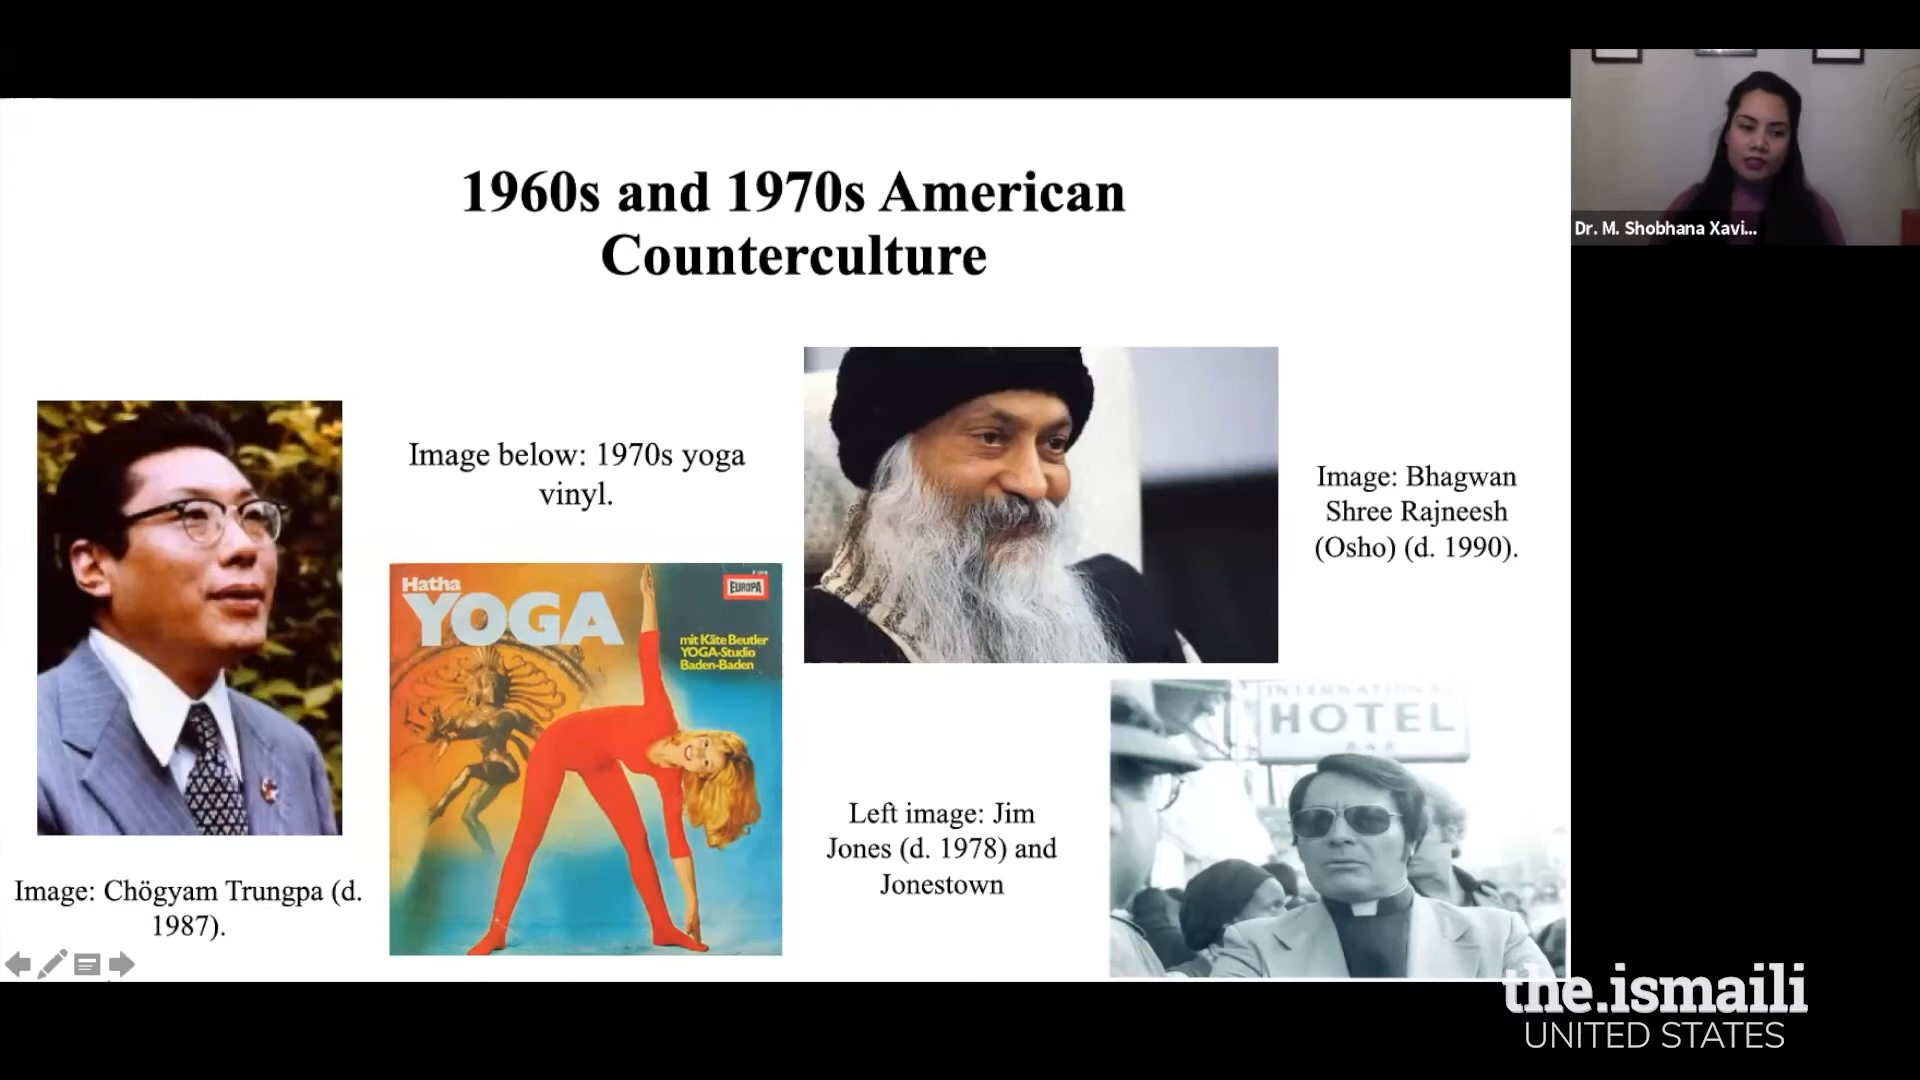 1960s and 1970s American
Counterculture
Dr. M. Shobhana Xavi...
Image below: 1970s yoga
vinyl.
Image: Bhagwan
Shree Rajneesh
(Osho) (d. 1990).
Hatha
YOGA
EUROPA
mit Käte Beutler
YOGA-Studio
Baden-Baden
INTERNATIONAL
HOTEL
Left image: Jim
Jones (d. 1978) and
Jonestown
Image: Chögyam Trungpa (d.
1987).
the.ismaili
UNITED STATES